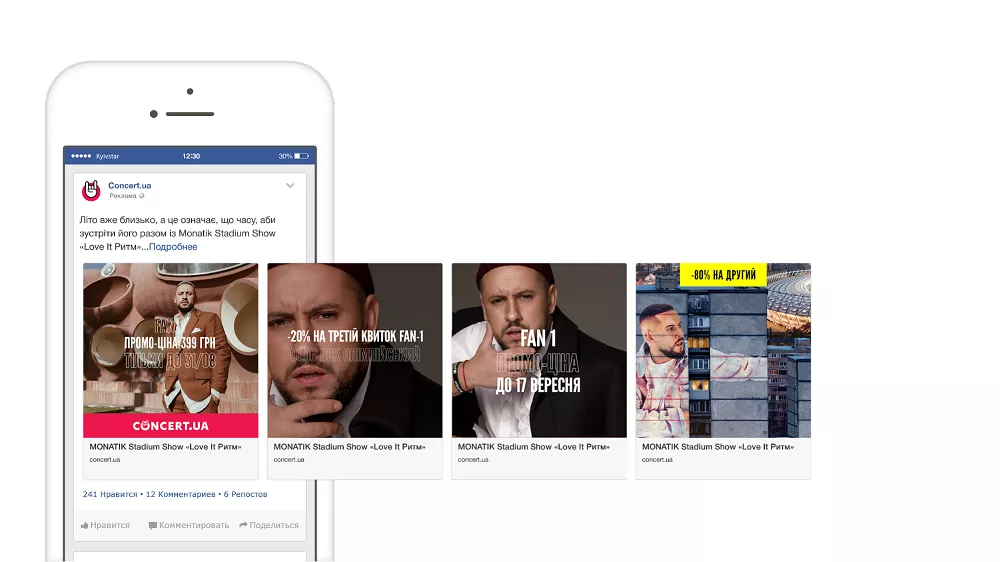 Kyivstar 12:30 30%
Concert.ua
Реклама
Літо вже близько, а це означає, що часу, аби
зустріти його разом із Monatik Stadium Show
«Love It Ритм»...Подробнее
ПРОМО-ЦІНА 399 ГРН
ТІЛЬКИ ДО 31/08
CONCERT.UA
MONATIK Stadium Show «Love It Ритм»
concert.ua
-20% НА ТРЕТІЙ КВИТОК FAN-1
ОЛІМПІЙСЬКИЙ
MONATIK Stadium Show «Love It Ритм»
concert.ua
FAN 1
ПРОМО-ЦІНА
ДО 17 ВЕРЕСНЯ
MONATIK Stadium Show «Love It Ритм»
concert.ua
-80% НА ДРУГИЙ
MONATIK Stadium Show «Love It Ритм»
concert.ua
241 Нравится • 12 Комментариев • 6 Репостов
Нравится Комментировать Поделиться